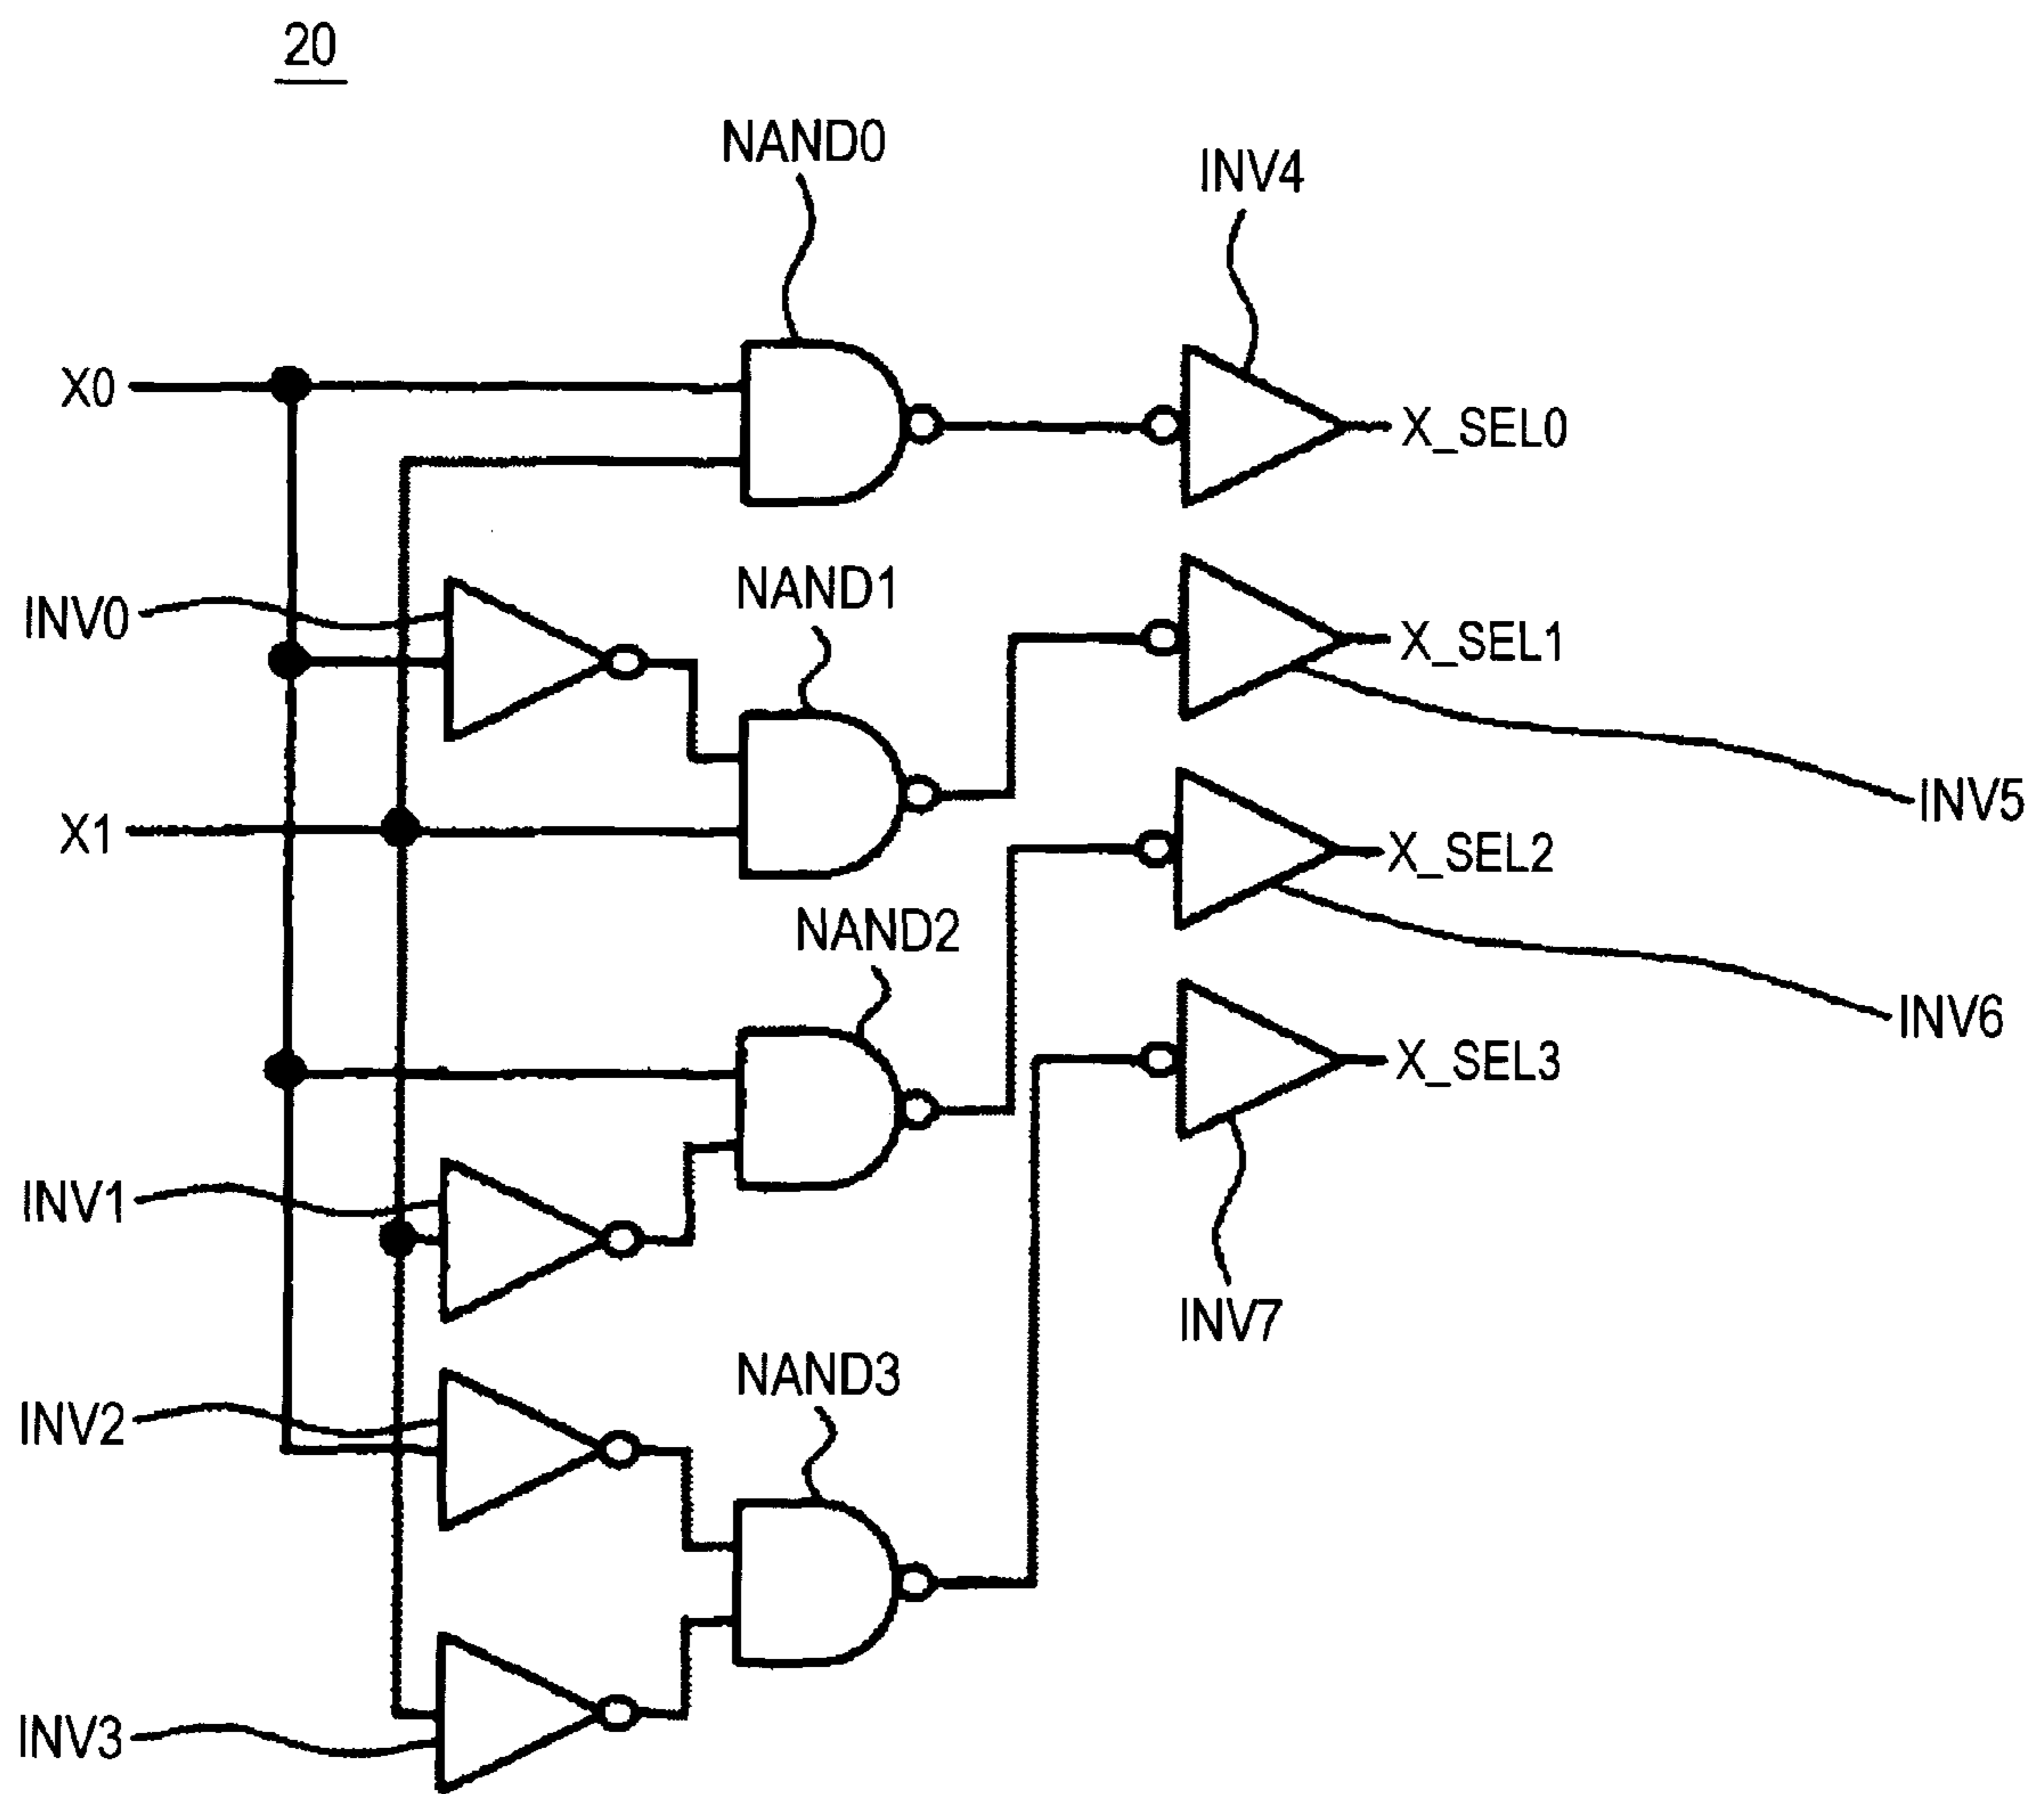 20
NAND0
INV4
X0
X_SEL0
INV0
NAND1
X_SEL1
INV5
X1
X_SEL2
NAND2
INV6
X_SEL3
INV1
INV7
NAND3
INV2
INV3